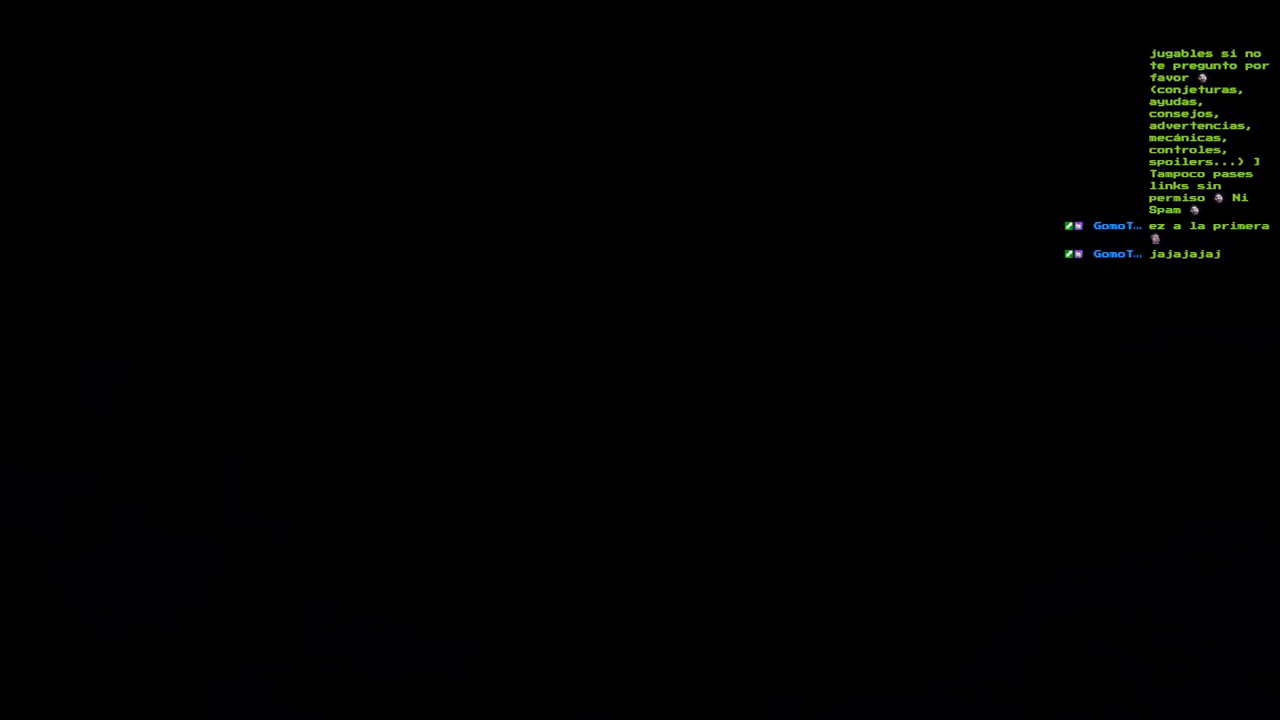 jugables si no
te pregunto por
favor
(conjeturas,
ayudas,
consejos,
advertencias,
mecánicas,
controles,
spoilers...) ]
Tampoco pases
links sin
permiso Ni
Spam
GomoT... ez a la primera
GomoT... jajajajaj